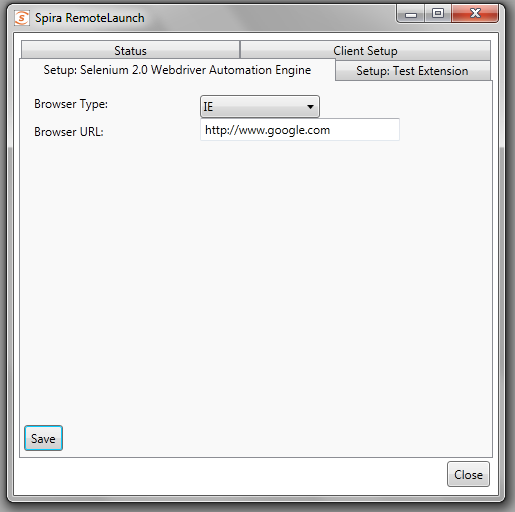 Spira RemoteLaunch
Status
Client Setup
Setup: Selenium 2.0 Webdriver Automation Engine
Setup: Test Extension
Browser Type:
IE
Browser URL:
http://www.google.com
Save
Close